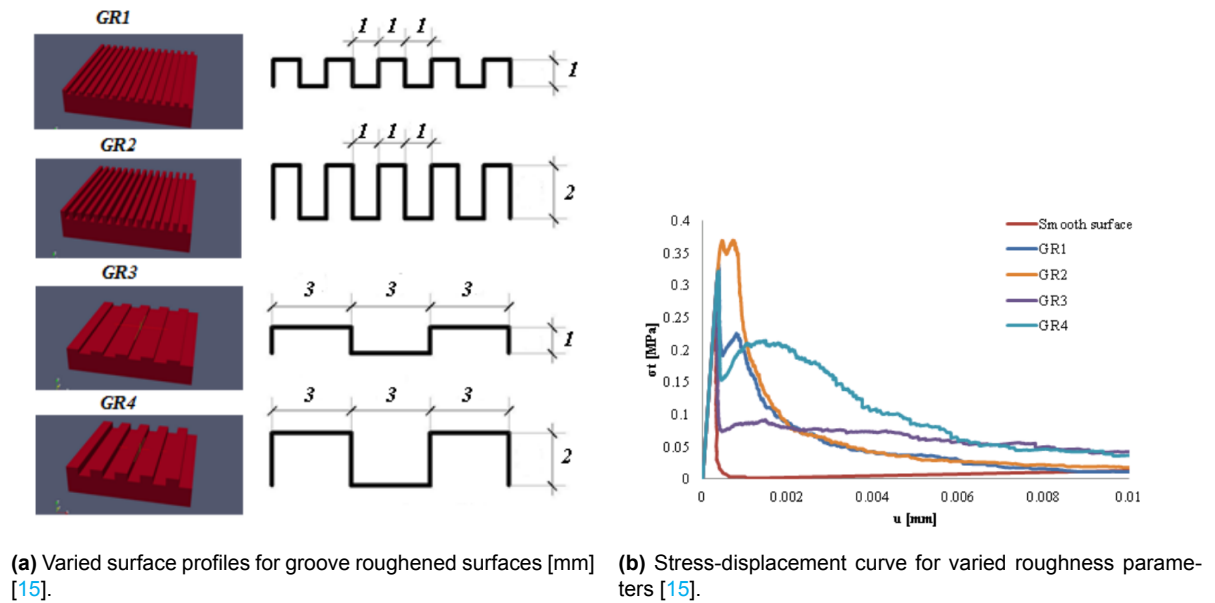 GR1
1 1 1
1
GR2
1 1 1
2
GR3
3 3 3
1
GR4
3 3 3
2
0.4
0.35
0.3
0.25
0.2
0.15
0.1
0.05
0
σt [MPa]
0 0.002 0.004 0.006 0.008 0.01
u [mm]
Smooth surface
GR1
GR2
GR3
GR4
(a) Varied surface profiles for groove roughened surfaces [mm]
[15].
(b) Stress-displacement curve for varied roughness parame-
ters [15].